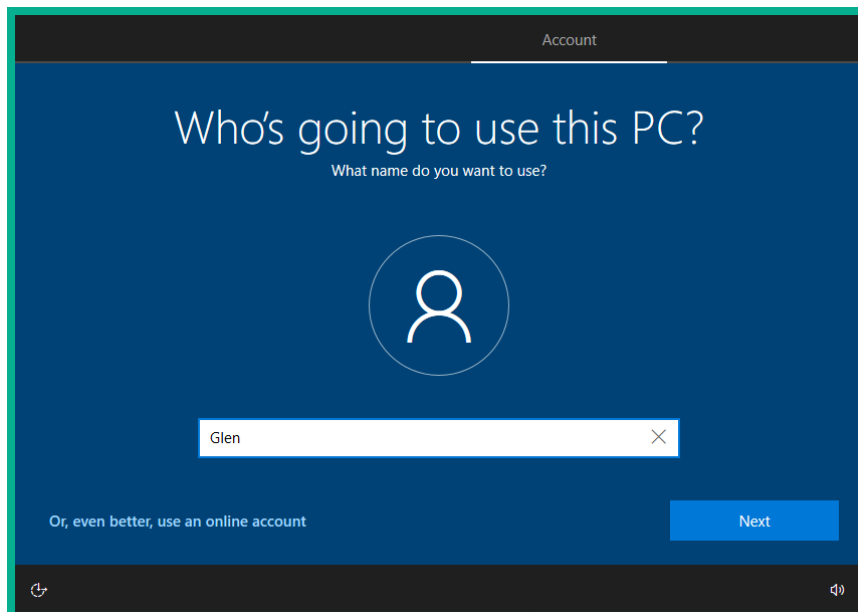 Account
Who's going to use this PC?
What name do you want to use?
Glen
Or, even better, use an online account
Next